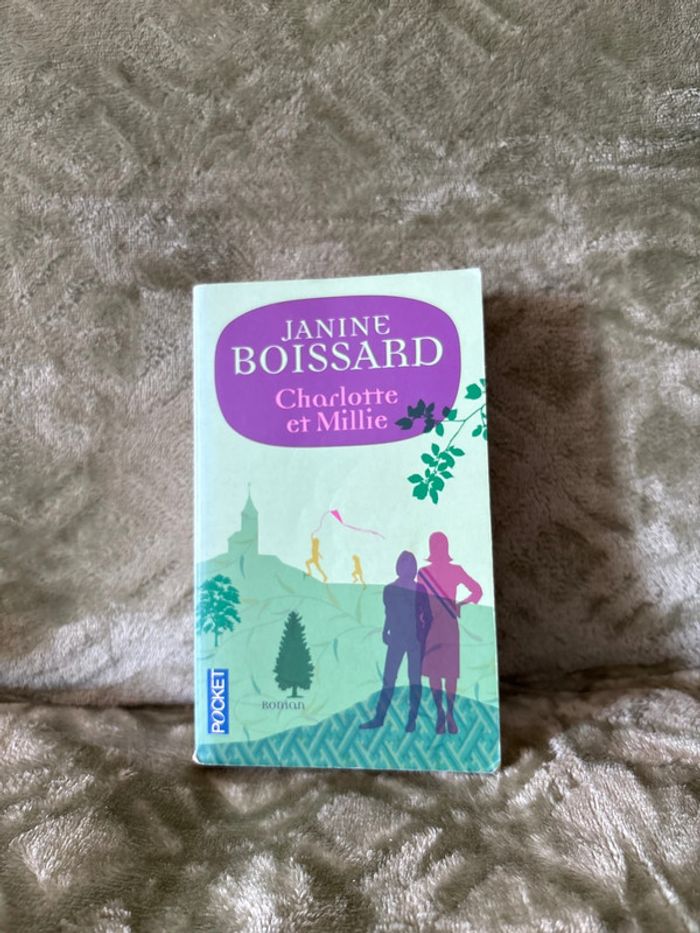 JANINE
BOISSARD
Charlotte
et Millie
Roman
POCKET